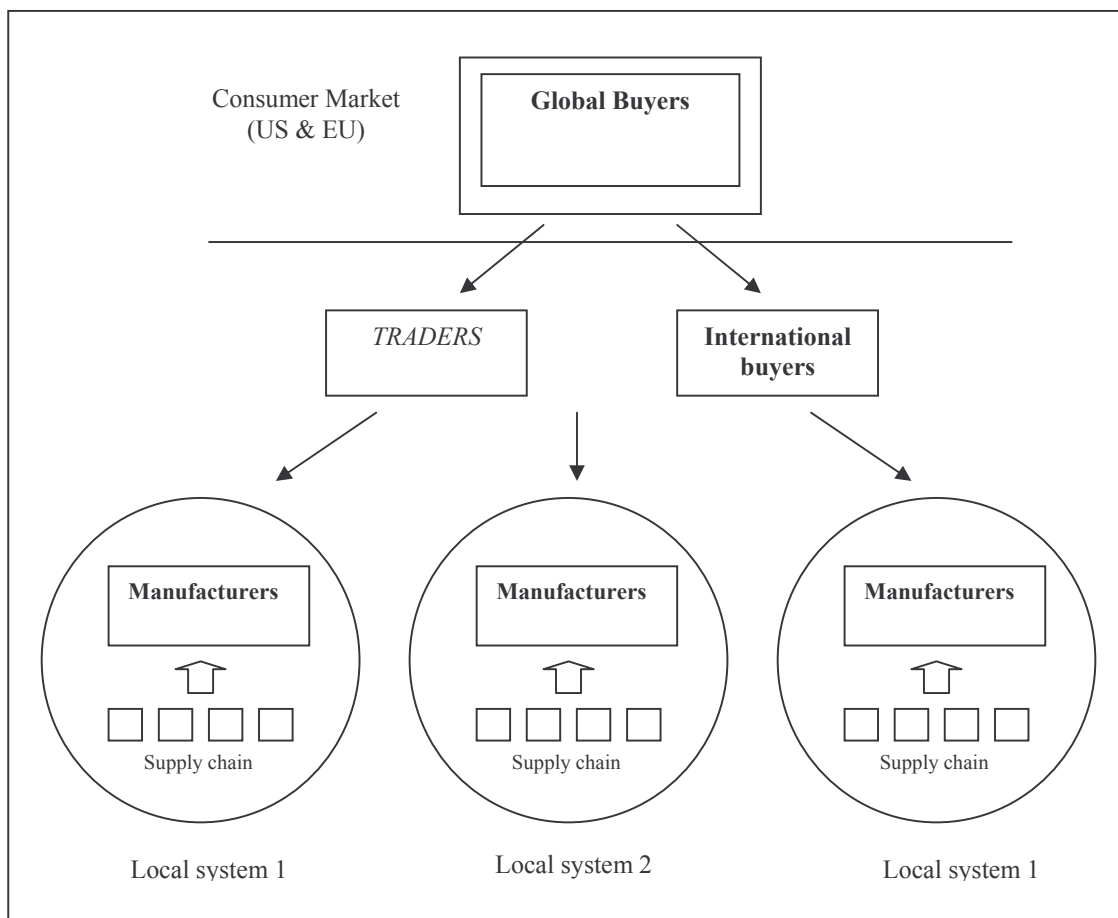 Consumer Market
(US & EU)
Global Buyers
TRADERS
International
buyers
Manufacturers
Manufacturers
Manufacturers
Supply chain
Supply chain
Supply chain
Local system 1
Local system 2
Local system 1